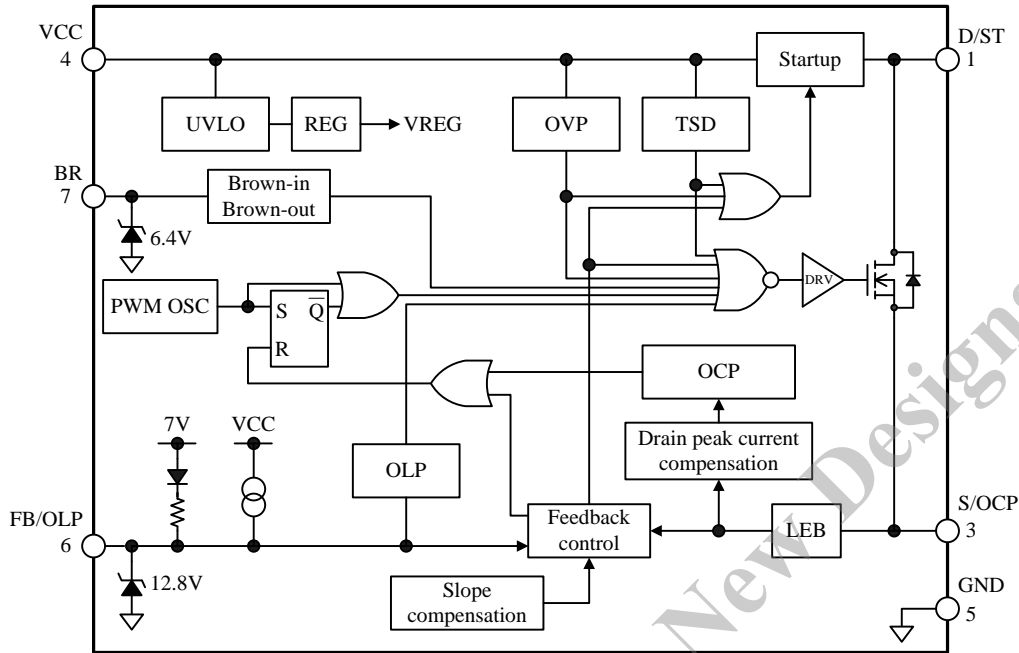 VCC
4
D/ST
1
Startup
UVLO
REG
VREG
OVP
TSD
BR
7
Brown-in
Brown-out
6.4V
DRV
PWM OSC
S
Q
R
OCP
7V
VCC
Drain peak current
compensation
OLP
FB/OLP
6
Feedback
control
LEB
S/OCP
3
12.8V
Slope
compensation
GND
5
New Designs